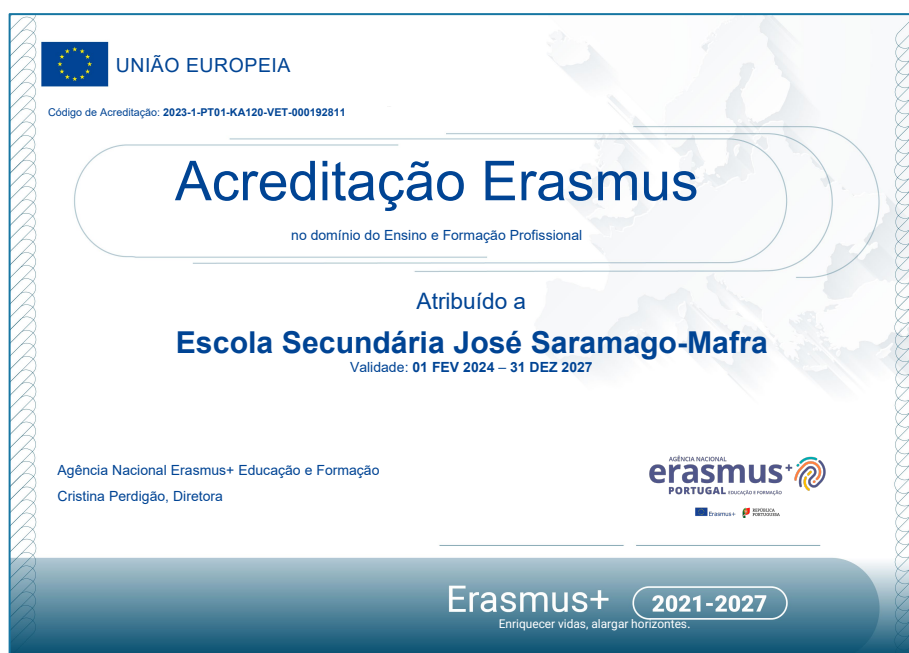 UNIÃO EUROPEIA
Código de Acreditação: 2023-1-PT01-KA120-VET-000192811
Acreditação Erasmus
no domínio do Ensino e Formação Profissional
Atribuído a
Escola Secundária José Saramago-Mafra
Validade: 01 FEV 2024 – 31 DEZ 2027
Agência Nacional Erasmus+ Educação e Formação
Cristina Perdigão, Diretora
AGÊNCIA NACIONAL
erasmus+
PORTUGAL EDUCAÇÃO E FORMAÇÃO
Erasmus+ REPÚBLICA PORTUGUESA
Erasmus+ 2021-2027
Enriquecer vidas, alargar horizontes.